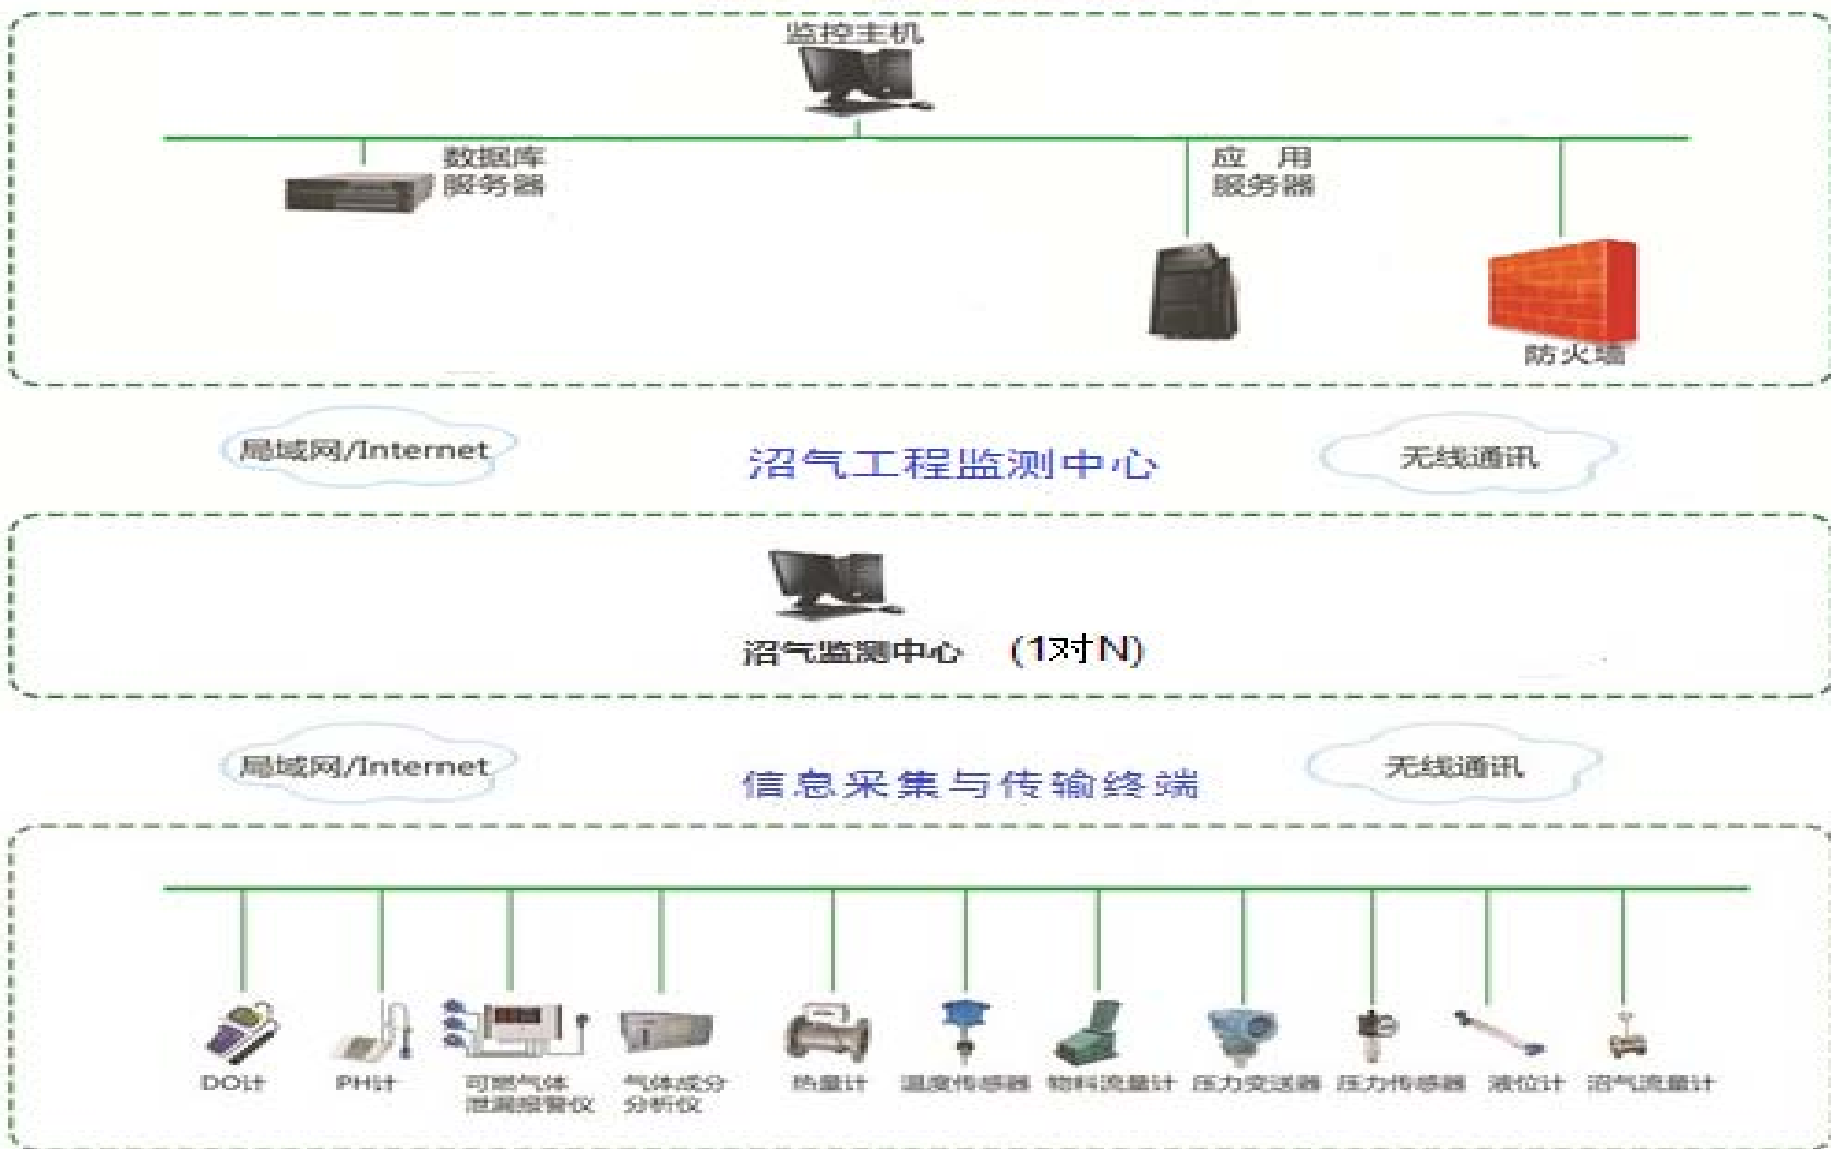 监控主机
数据库
服务器
应 用
服务器
防火墙
局域网/Internet
沼气工程监测中心
无线通讯
沼气监测中心 (1对N)
局域网/Internet
信息采集与传输终端
无线通讯
DO计
PH计
可燃气体
泄漏报警仪
气体成分
分析仪
热量计
温度传感器
物料流量计
压力变送器
压力传感器
液位计
沼气流量计